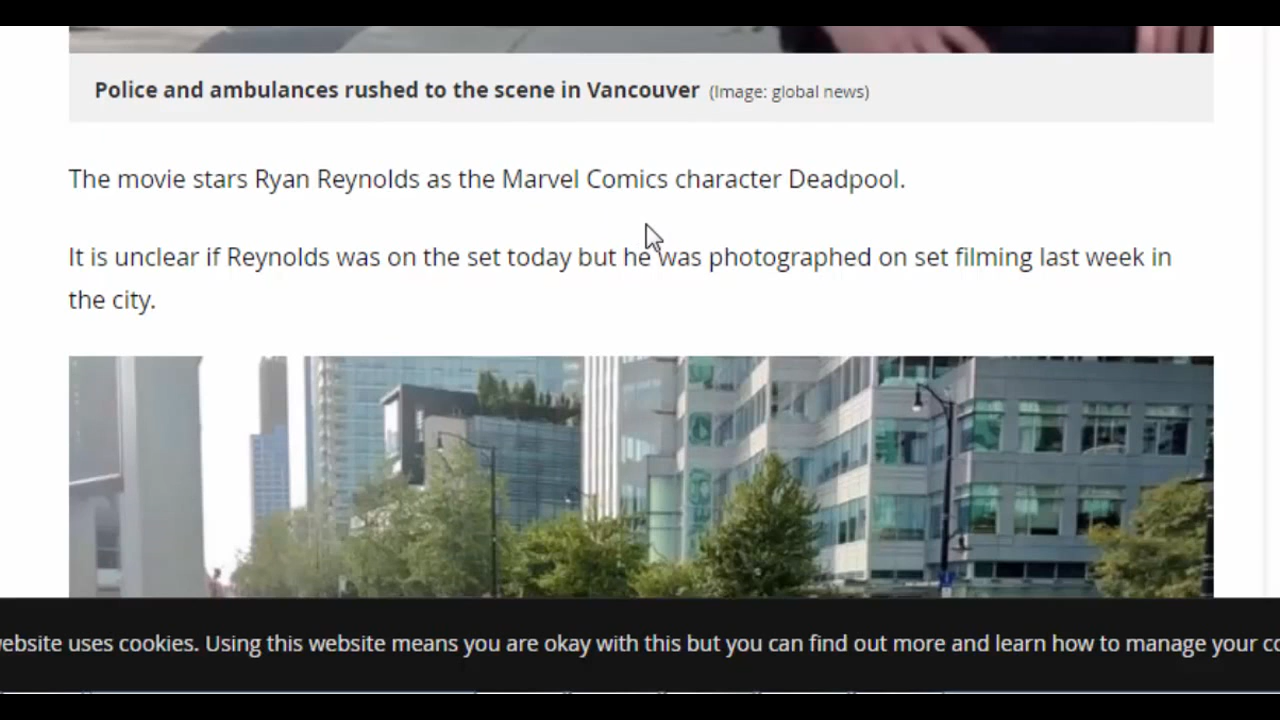 Police and ambulances rushed to the scene in Vancouver (Image: global news)
The movie stars Ryan Reynolds as the Marvel Comics character Deadpool.
It is unclear if Reynolds was on the set today but he was photographed on set filming last week in
the city.
website uses cookies. Using this website means you are okay with this but you can find out more and learn how to manage your